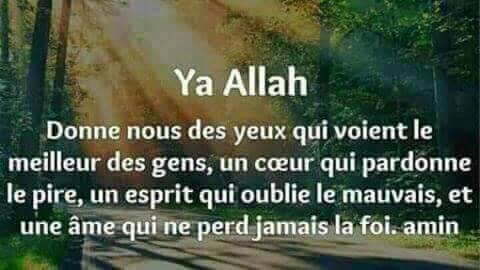 Ya Allah
Donne nous des yeux qui voient le
meilleur des gens, un cœur qui pardonne
le pire, un esprit qui oublie le mauvais, et
une âme qui ne perd jamais la foi. amin